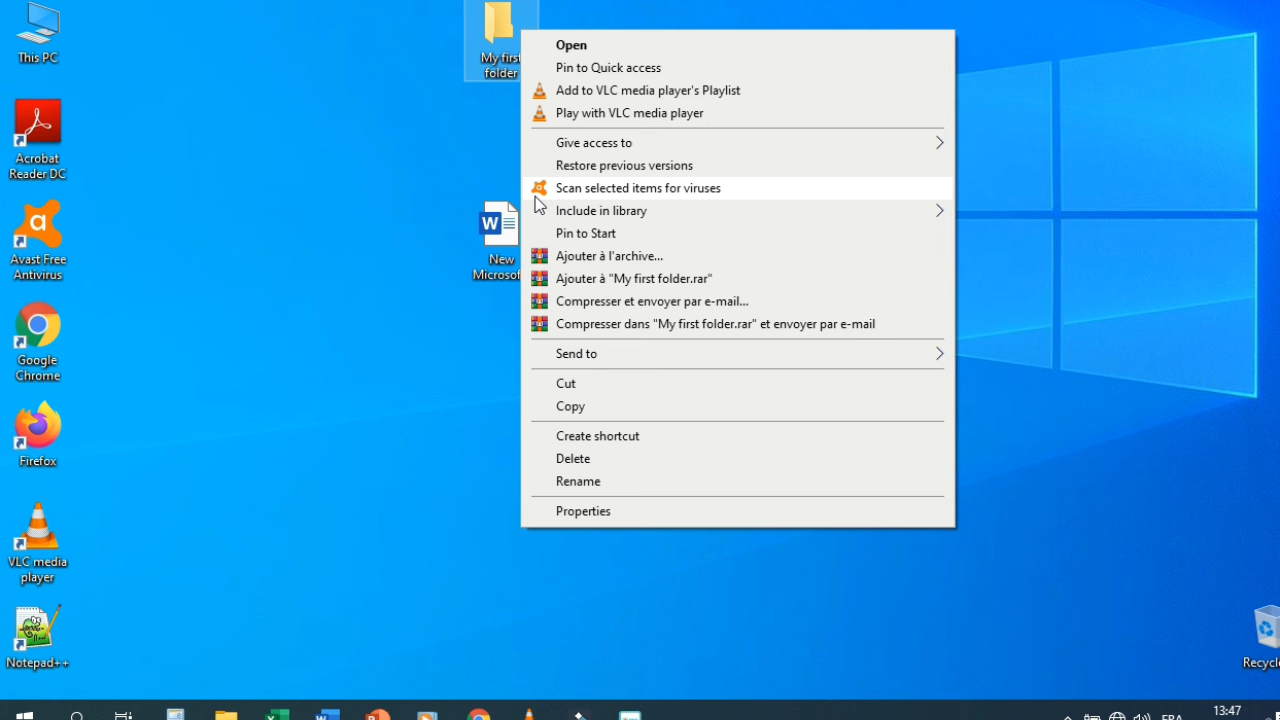 This PC
Acrobat
Reader DC
Avast Free
Antivirus
Google
Chrome
Firefox
VLC media
player
Notepad++
My first
folder
New
Microsof
Open
Pin to Quick access
Add to VLC media player's Playlist
Play with VLC media player
Give access to
Restore previous versions
Scan selected items for viruses
Include in library
Pin to Start
Ajouter à l'archive...
Ajouter à "My first folder.rar"
Compresser et envoyer par e-mail...
Compresser dans "My first folder.rar" et envoyer par e-mail
Send to
Cut
Copy
Create shortcut
Delete
Rename
Properties
Recycl
13:47
FRA